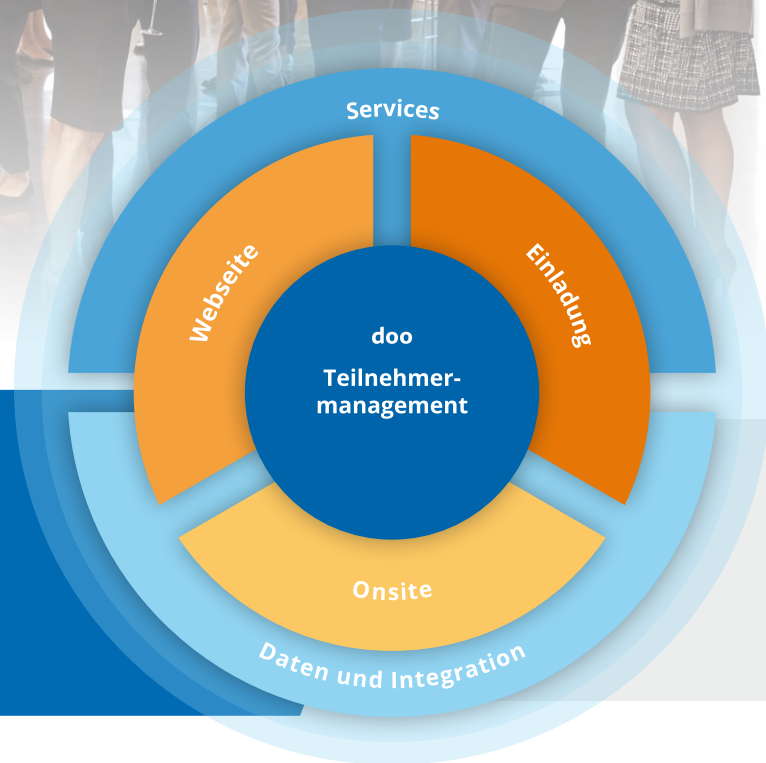 Services
Webseite
Einladung
doo
Teilnehmer-
management
Onsite
Daten und Integration